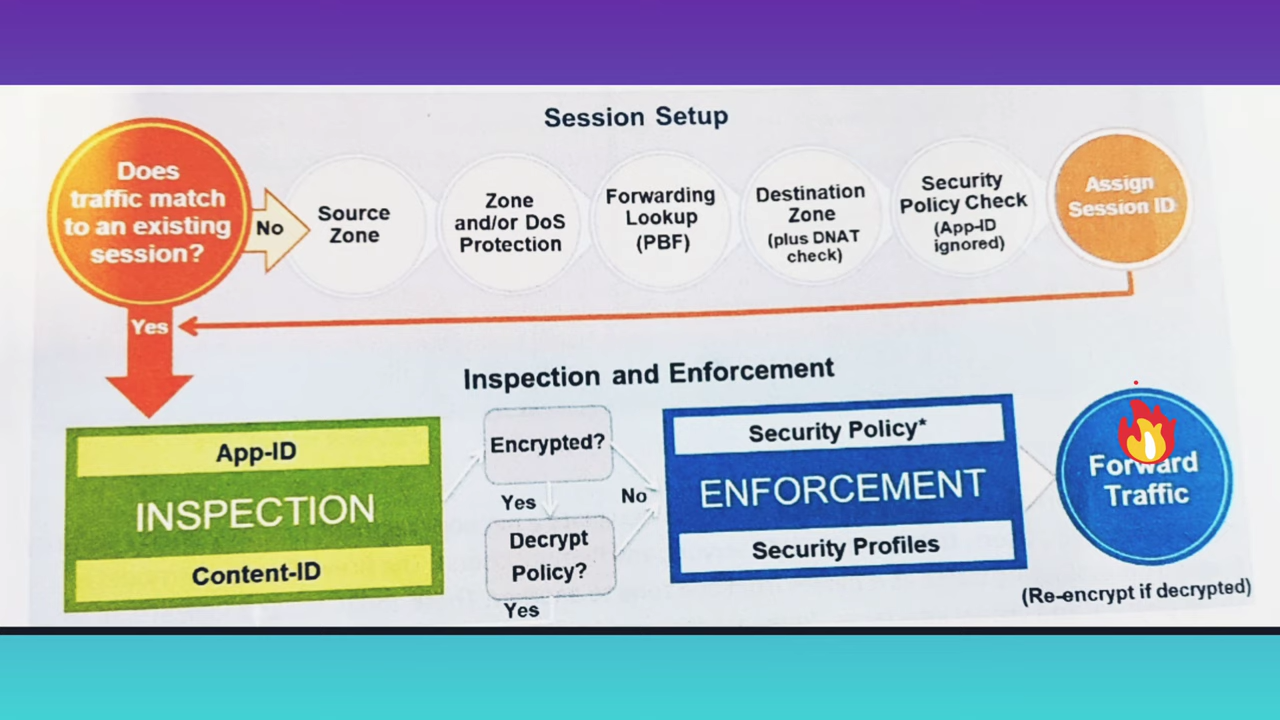 Session Setup
Does
traffic match
to an existing
session?
No
Source
Zone
Zone
and/or DoS
Protection
Forwarding
Lookup
(PBF)
Destination
Zone
(plus DNAT
check)
Security
Policy Check
(App-ID
ignored)
Assign
Session ID
Yes
Inspection and Enforcement
App-ID
INSPECTION
Content-ID
Encrypted?
Yes
No
Decrypt
Policy?
Yes
Security Policy*
ENFORCEMENT
Security Profiles
Forward
Traffic
(Re-encrypt if decrypted)